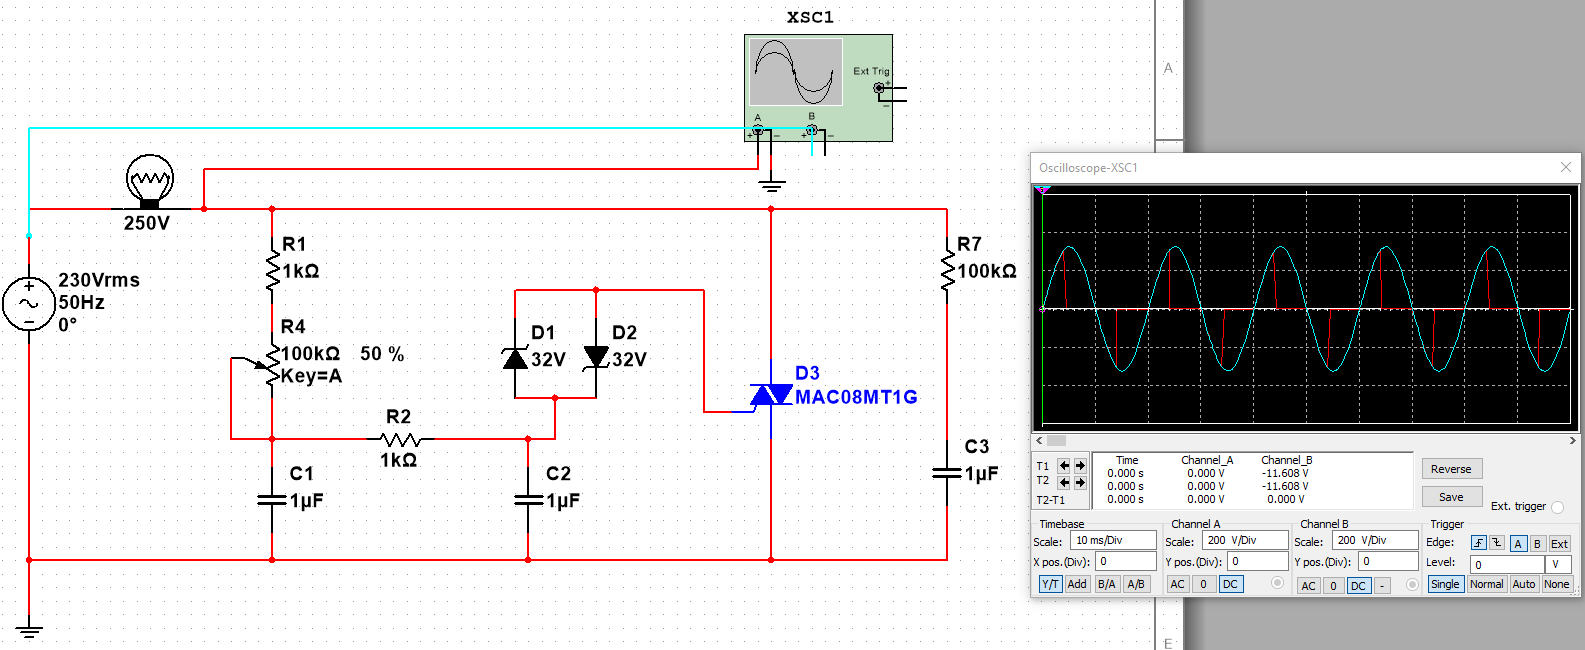 XSC1
Ext Trig
+
−
A
B
+
−
+
−
250V
230Vrms
50Hz
0°
+
−
R1
1kΩ
R4
100kΩ 50 %
Key=A
R2
1kΩ
C1
1µF
C2
1µF
D1
32V
D2
32V
D3
MAC08MT1G
R7
100kΩ
C3
1µF
A
E
Oscilloscope-XSC1
Time Channel_A Channel_B
T1 0.000 s 0.000 V -11.608 V
T2 0.000 s 0.000 V -11.608 V
T2-T1 0.000 s 0.000 V 0.000 V
Reverse
Save
Ext. trigger
Timebase
Scale: 10 ms/Div
X pos.(Div): 0
Y/T Add B/A A/B
Channel A
Scale: 200 V/Div
Y pos.(Div): 0
AC 0 DC
Channel B
Scale: 200 V/Div
Y pos.(Div): 0
AC 0 DC -
Trigger
Edge: A B Ext
Level: 0 V
Single Normal Auto None